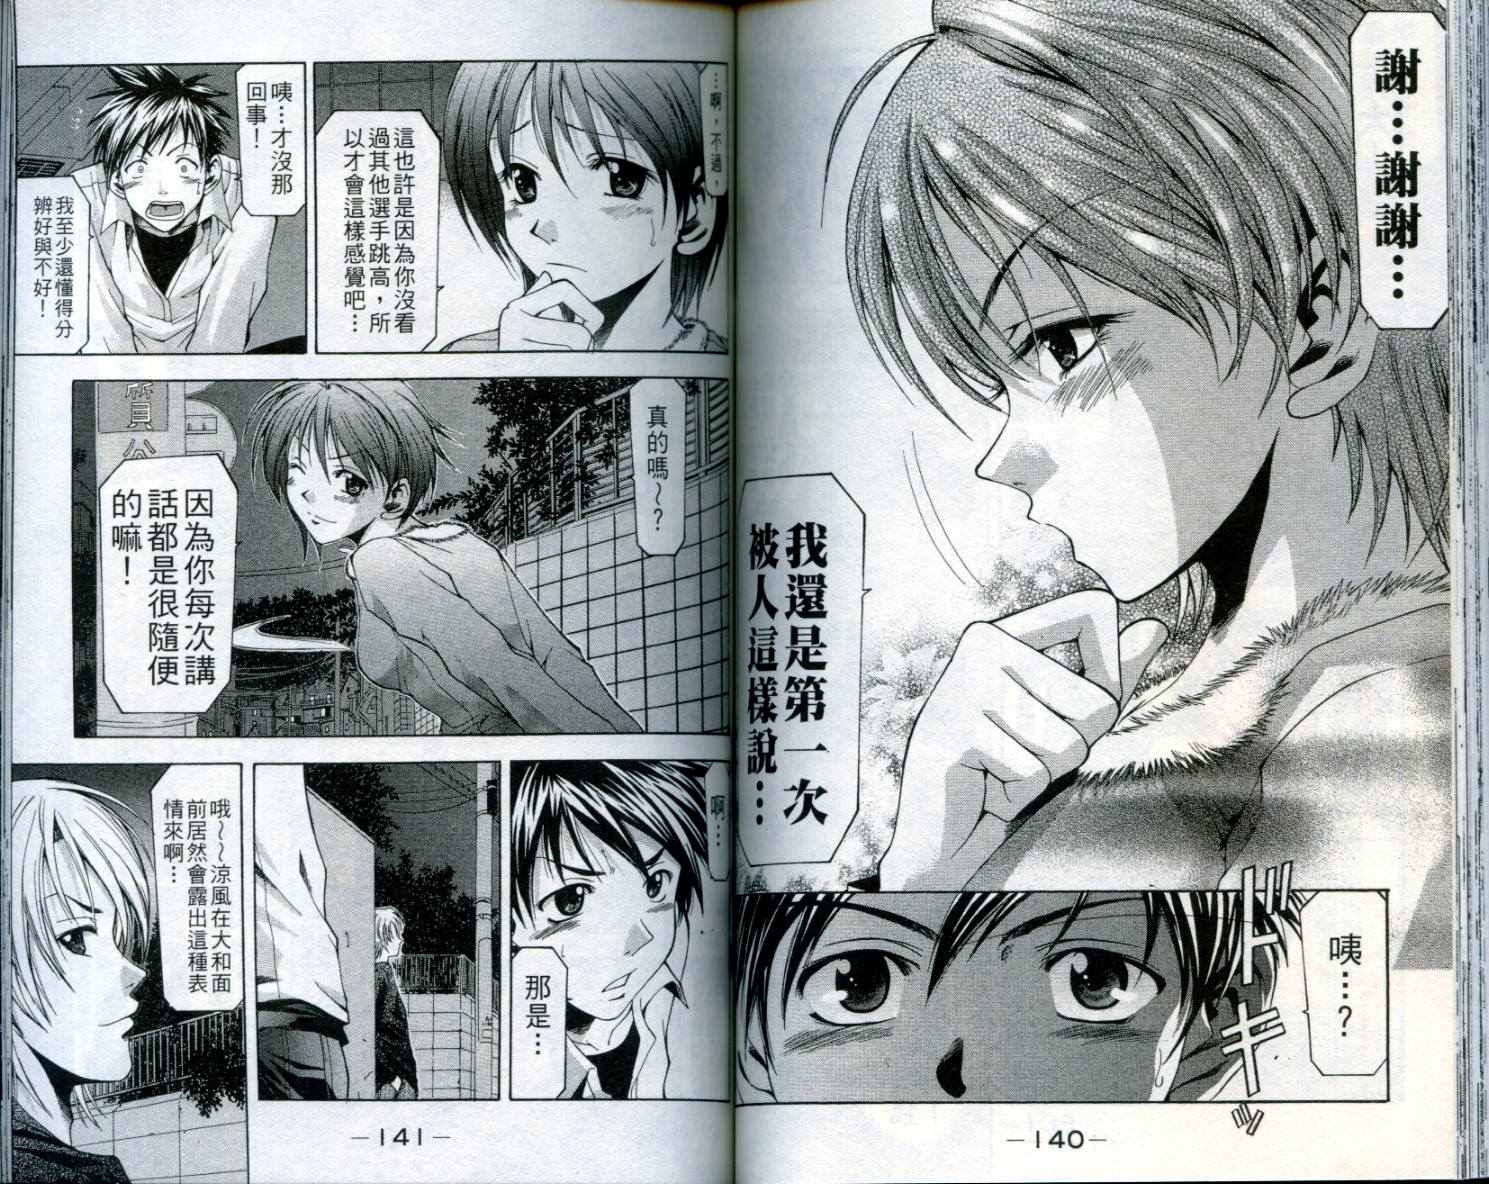 謝…謝謝…
我還是第一次
被人這樣說…
咦…？
ドキッ
—140—
…啊，不過，
這也許是因為你沒看
過其他選手跳高，所
以才會這樣感覺吧…
咦…才沒那
回事！
我至少還懂得分
辨好與不好！
真的嗎～？
因為你每次講
話都是很隨便
的嘛！
質
啊…
那是…
哦～～涼風在大和面
前居然會露出這種表
情來啊…
—141—